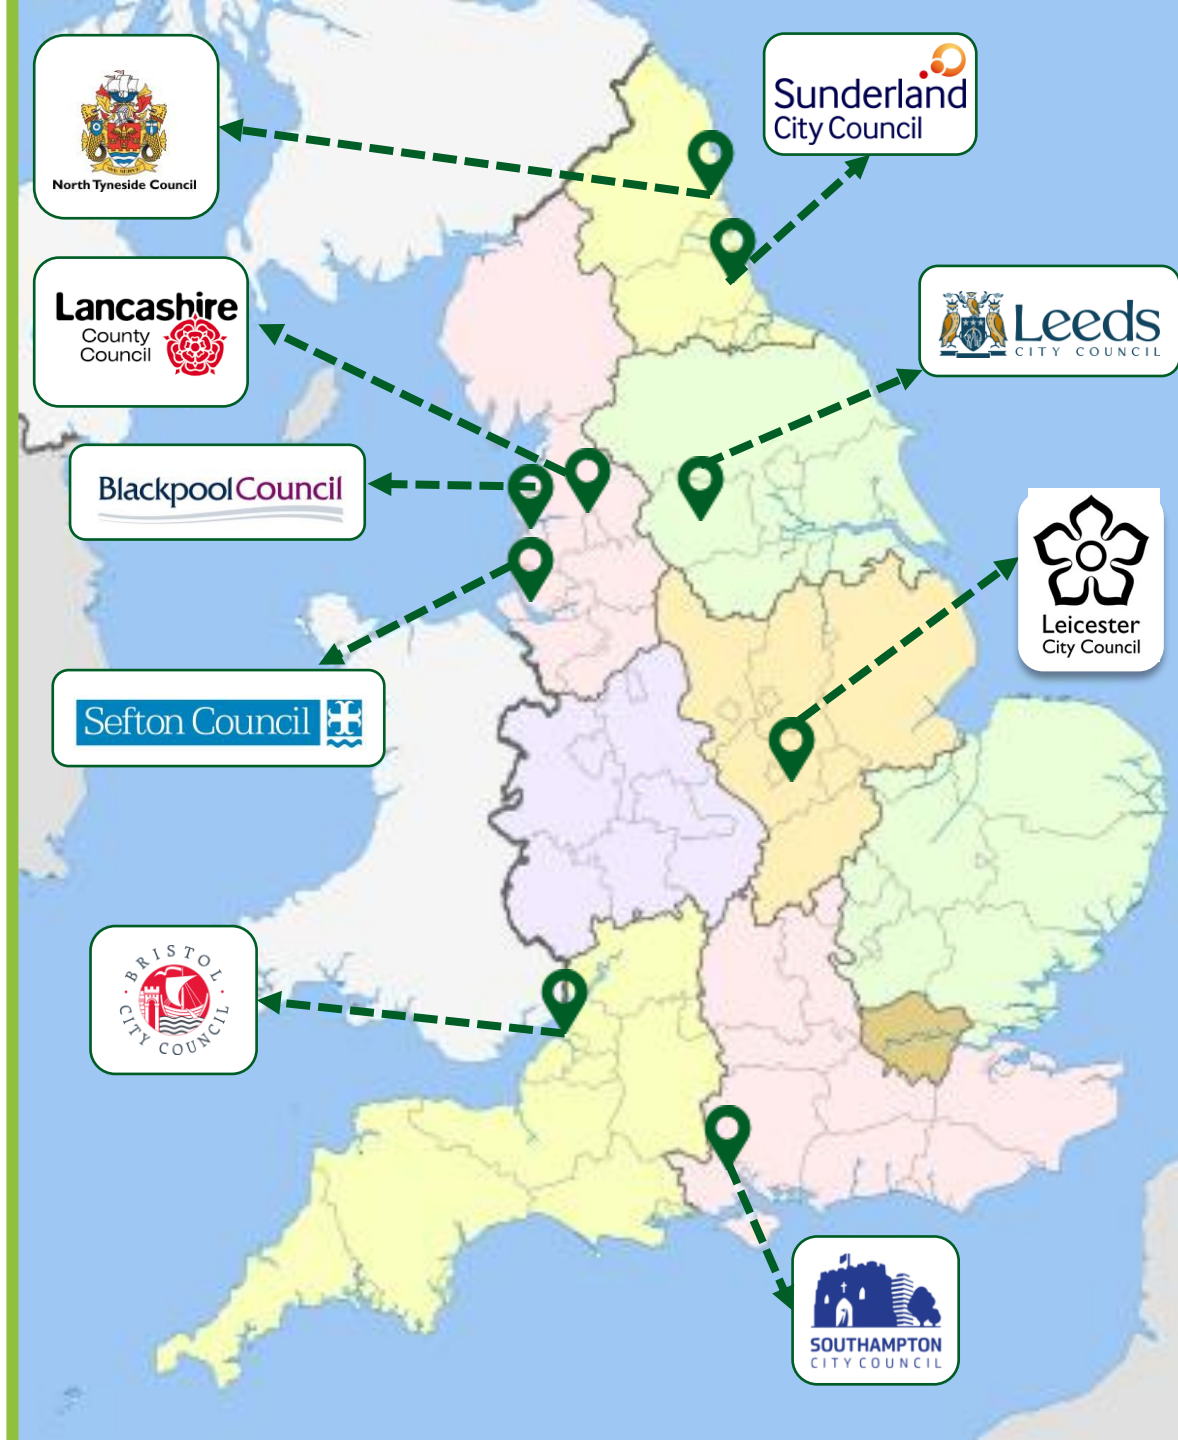 Sunderland
City Council
North Tyneside Council
Lancashire
County
Council
Leeds
CITY COUNCIL
Blackpool Council
Leicester
City Council
Sefton Council
BRISTOL
CITY COUNCIL
SOUTHAMPTON
CITY COUNCIL